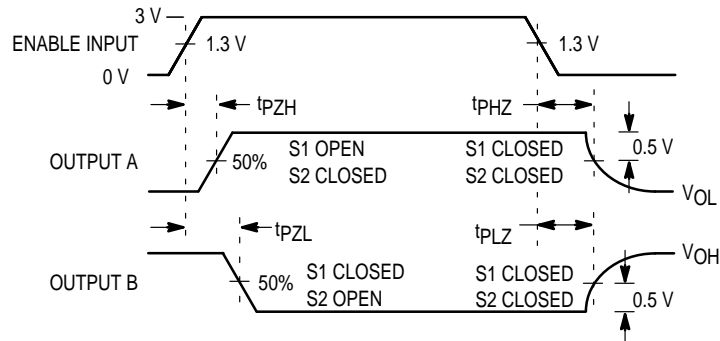 3 V
ENABLE INPUT
1.3 V
1.3 V
0 V
tPZH
tPHZ
OUTPUT A
50%
S1 OPEN
S2 CLOSED
S1 CLOSED
S2 CLOSED
0.5 V
VOL
tPZL
tPLZ
OUTPUT B
50%
S1 CLOSED
S2 OPEN
S1 CLOSED
S2 CLOSED
VOH
0.5 V